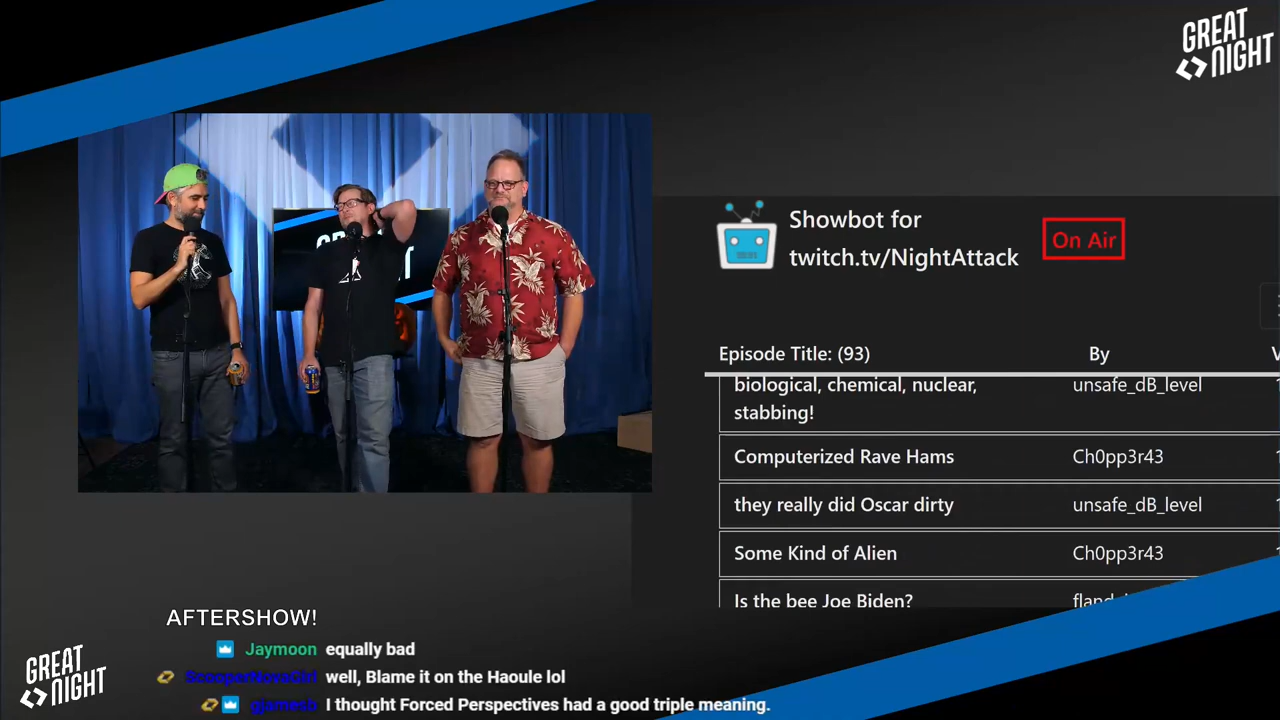 GREAT
NIGHT
Showbot for
twitch.tv/NightAttack
On Air
Episode Title: (93)
By
V
biological, chemical, nuclear,
stabbing!
unsafe_dB_level
Computerized Rave Hams
Ch0pp3r43
they really did Oscar dirty
unsafe_dB_level
Some Kind of Alien
Ch0pp3r43
Is the bee Joe Biden?
AFTERSHOW!
Jaymoon equally bad
ScooperNovaGirl well, Blame it on the Haoule lol
gjamesb I thought Forced Perspectives had a good triple meaning.
GREAT
NIGHT